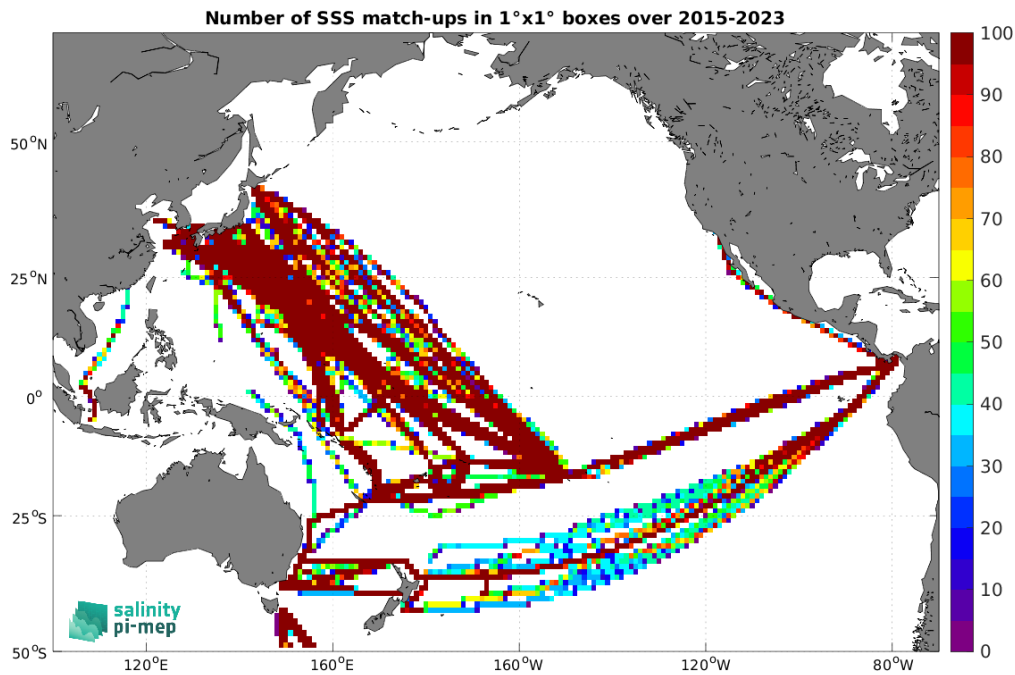 Number of SSS match-ups in 1°x1° boxes over 2015-2023
50°N
25°N
0°
25°S
50°S
120°E
160°E
160°W
120°W
80°W
100
90
80
70
60
50
40
30
20
10
0
salinity
pi-mep